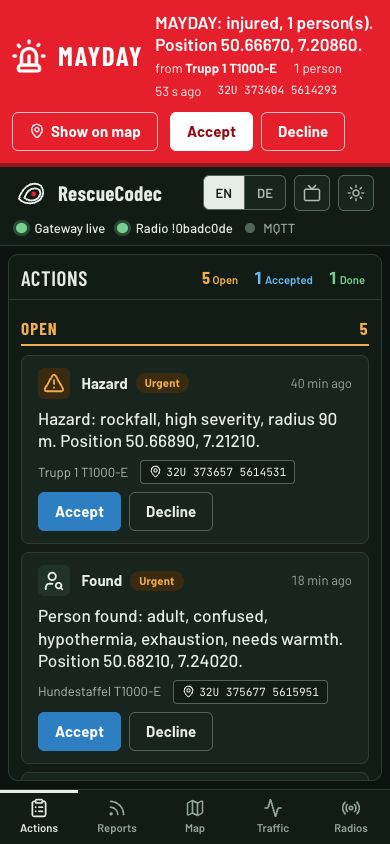 MAYDAY
MAYDAY: injured, 1 person(s).
Position 50.66670, 7.20860.
from Trupp 1 T1000-E 1 person
53 s ago 32U 373404 5614293
Show on map Accept Decline
RescueCodec EN DE
Gateway live Radio !0badc0de MQTT
ACTIONS 5 Open 1 Accepted 1 Done
OPEN 5
Hazard Urgent 40 min ago
Hazard: rockfall, high severity, radius 90
m. Position 50.66890, 7.21210.
Trupp 1 T1000-E 32U 373657 5614531
Accept Decline
Found Urgent 18 min ago
Person found: adult, confused,
hypothermia, exhaustion, needs warmth.
Position 50.68210, 7.24020.
Hundestaffel T1000-E 32U 375677 5615951
Accept Decline
Actions Reports Map Traffic Radios